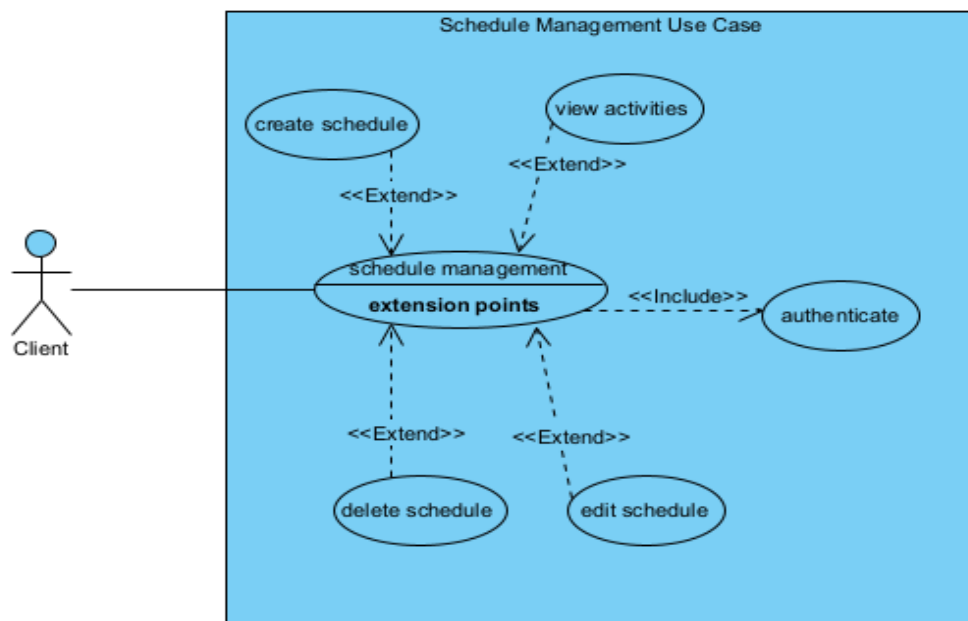 Schedule Management Use Case
create schedule
view activities
<<Extend>>
<<Extend>>
schedule management
extension points
<<Include>>
authenticate
Client
<<Extend>>
<<Extend>>
delete schedule
edit schedule